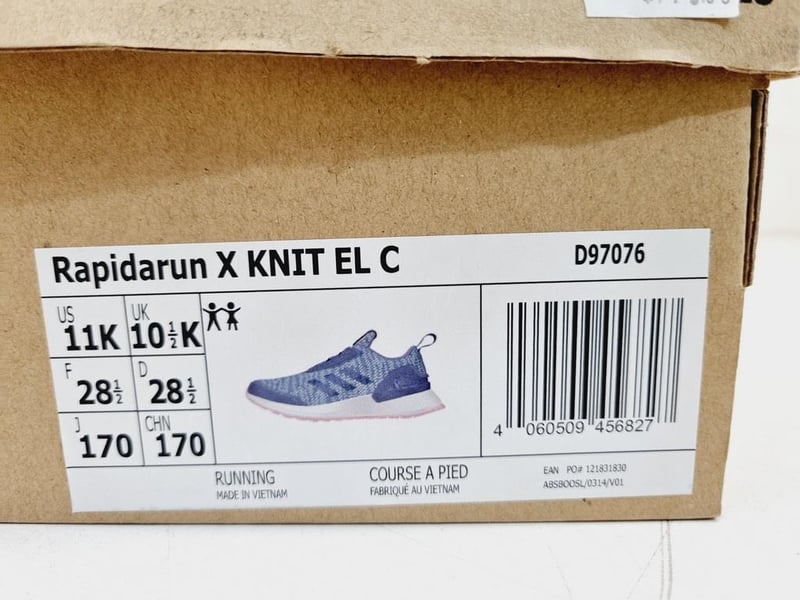 Rapidarun X KNIT EL C
D97076
US 11K
UK 10½K
F 28½
D 28½
J 170
CHN 170
4 060509 456827
RUNNING
MADE IN VIETNAM
COURSE A PIED
FABRIQUÉ AU VIETNAM
EAN PO# 121831830
ABSBOOSL/0314/V01